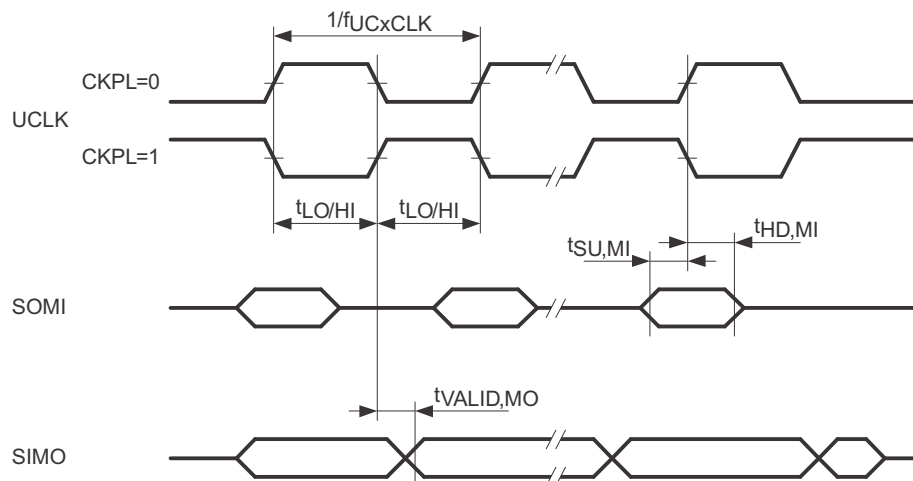 1/fUCxCLK
CKPL=0
UCLK
CKPL=1
tLO/HI tLO/HI
tHD,MI
tSU,MI
SOMI
tVALID,MO
SIMO